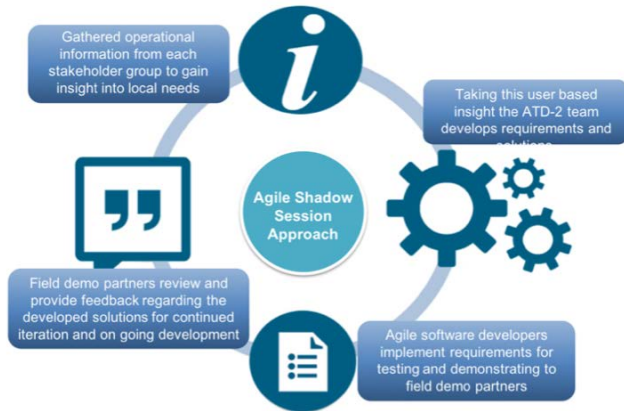 Gathered operational
information from each
stakeholder group to gain
insight into local needs
Taking this user based
insight the ATD-2 team
develops requirements and
solutions
Agile Shadow
Session
Approach
Field demo partners review and
provide feedback regarding the
developed solutions for continued
iteration and on going development
Agile software developers
implement requirements for
testing and demonstrating to
field demo partners